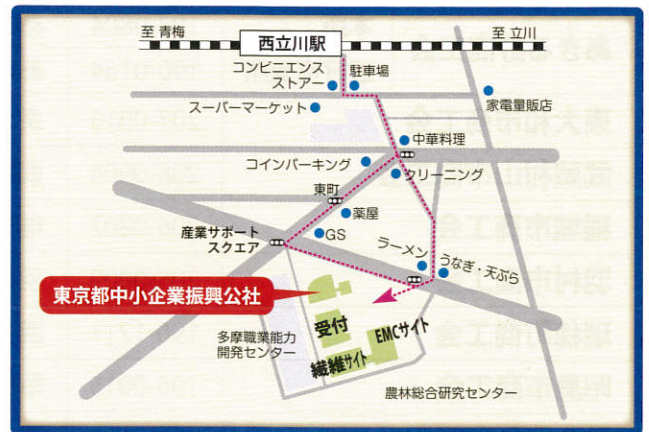 至 青梅
西立川駅
至 立川
コンビニエンス
ストアー
駐車場
スーパーマーケット
家電量販店
中華料理
コインパーキング
クリーニング
東町
薬屋
産業サポート
スクエア
GS
ラーメン
うなぎ・天ぷら
東京都中小企業振興公社
受付
EMCサイト
多摩職業能力
開発センター
繊維サイト
農林総合研究センター